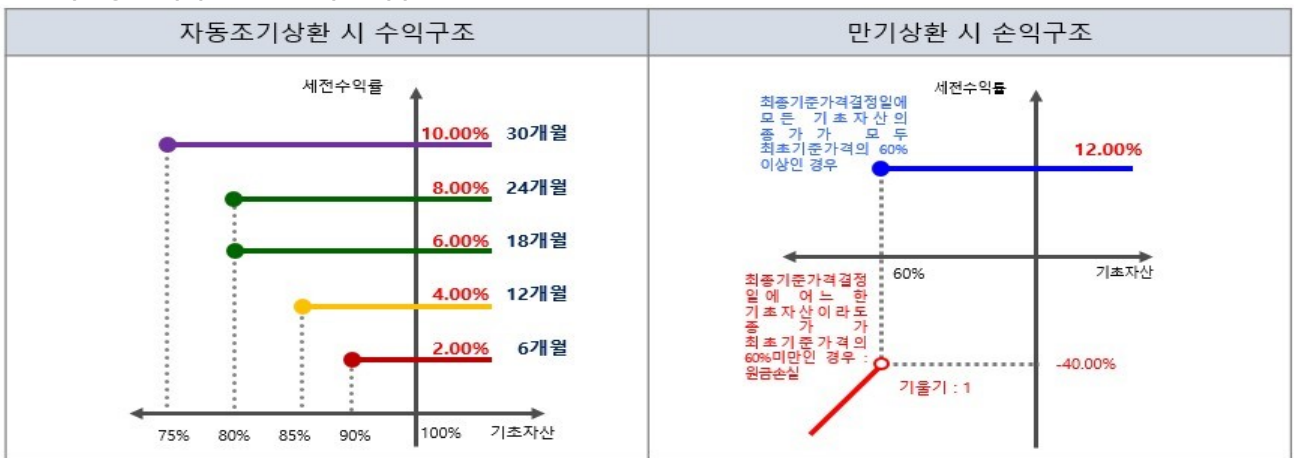 자동조기상환 시 수익구조
만기상환 시 손익구조
세전수익률
10.00% 30개월
8.00% 24개월
6.00% 18개월
4.00% 12개월
2.00% 6개월
75% 80% 85% 90% 100% 기초자산
세전수익률
최종기준가격결정일에
모든 기초자산의
종가가 모두
최초기준가격의 60%
이상인 경우
12.00%
60%
기초자산
최종기준가격결정
일에 어느 한
기초자산이라도
종가가
최초기준가격의
60%미만인 경우 :
원금손실
-40.00%
기울기 : 1